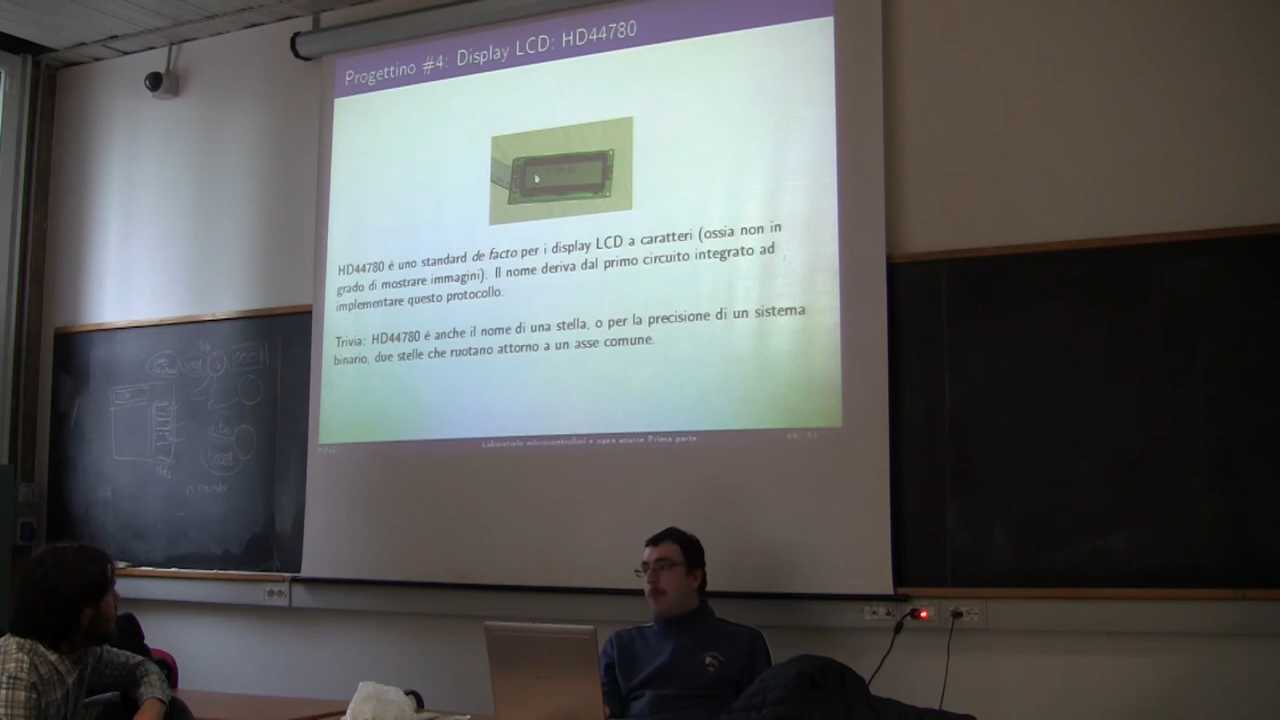 Progettino #4: Display LCD: HD44780
HD44780 è uno standard de facto per i display LCD a caratteri (ossia non in
grado di mostrare immagini). Il nome deriva dal primo circuito integrato ad
implementare questo protocollo.
Trivia: HD44780 è anche il nome di una stella, o per la precisione di un sistema
binario, due stelle che ruotano attorno a un asse comune.
Laboratorio microcontrollori e open source Prima parte